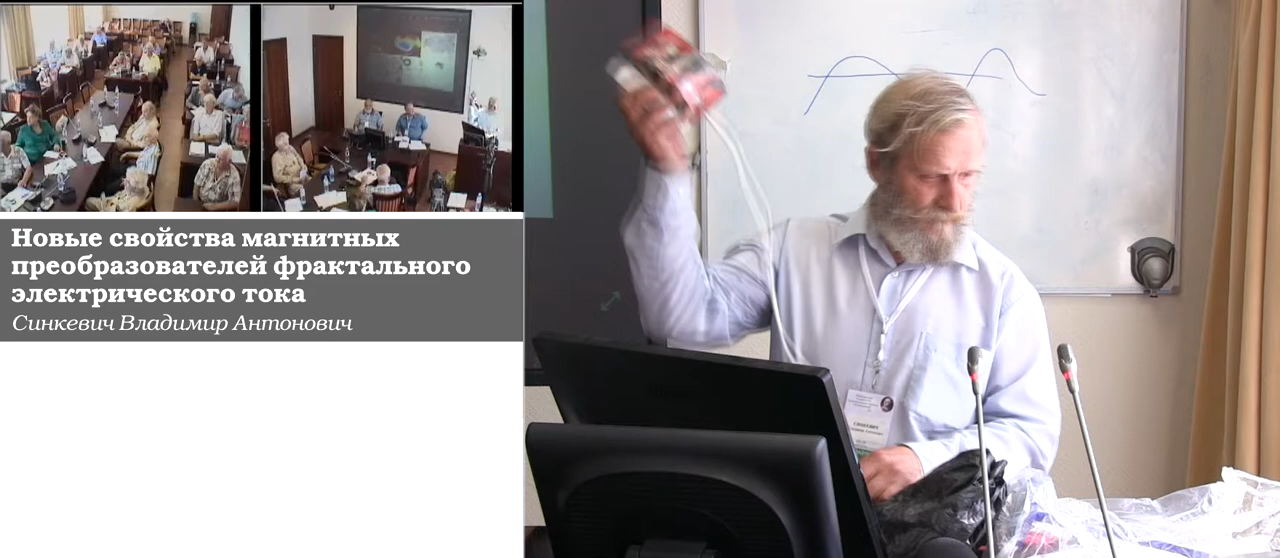 Новые свойства магнитных
преобразователей фрактального
электрического тока
Синкевич Владимир Антонович